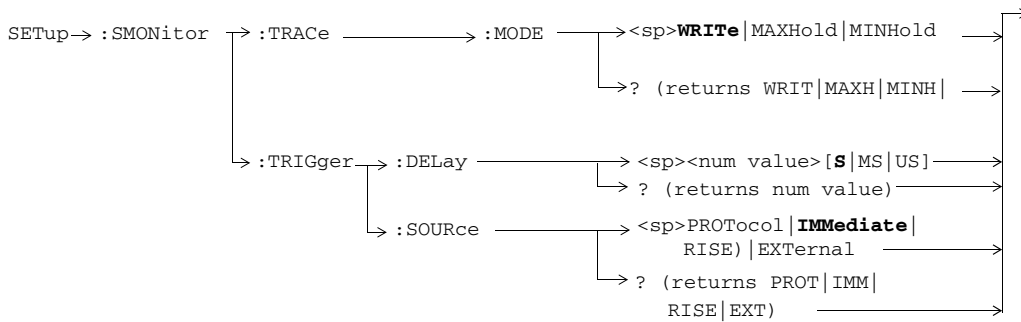 SETup :SMONitor :TRACe :MODE <sp>WRITe|MAXHold|MINHold
? (returns WRIT|MAXH|MINH|
:TRIGger :DELay <sp><num value>[S|MS|US]
? (returns num value)
:SOURce <sp>PROTocol|IMMediate|
RISE)|EXTernal
? (returns PROT|IMM|
RISE|EXT)